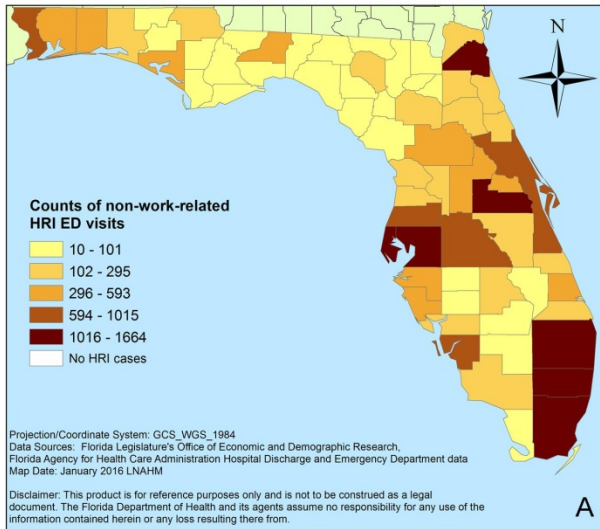 N
Counts of non-work-related
HRI ED visits
10 - 101
102 - 295
296 - 593
594 - 1015
1016 - 1664
No HRI cases
Projection/Coordinate System: GCS_WGS_1984
Data Sources: Florida Legislature's Office of Economic and Demographic Research,
Florida Agency for Health Care Administration Hospital Discharge and Emergency Department data
Map Date: January 2016 LNAHM
Disclaimer: This product is for reference purposes only and is not to be construed as a legal
document. The Florida Department of Health and its agents assume no responsibility for any use of the
information contained herein or any loss resulting there from.
A